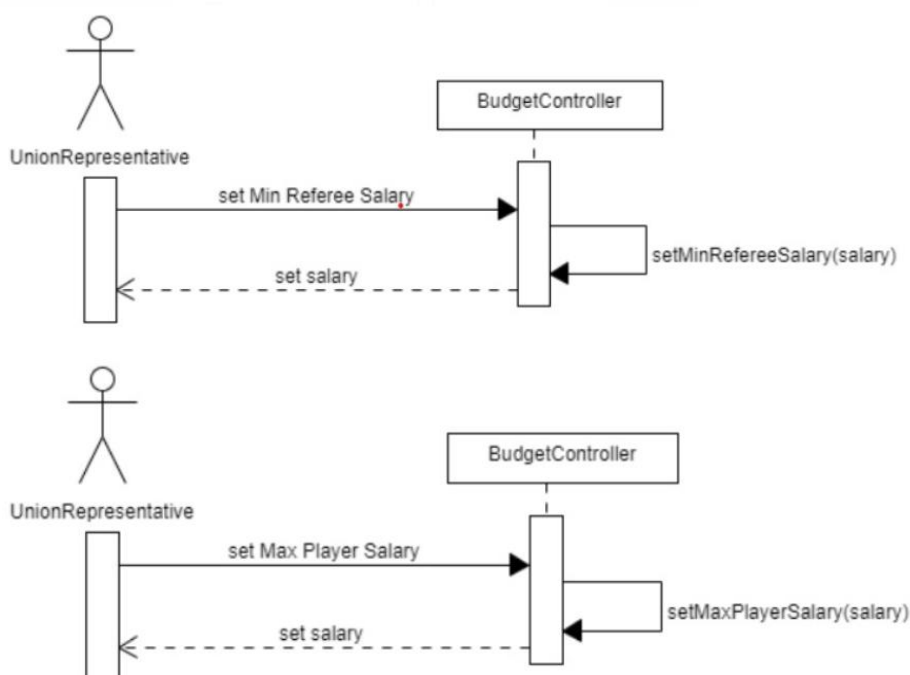 BudgetController
UnionRepresentative
set Min Referee Salary
setMinRefereeSalary(salary)
set salary
BudgetController
UnionRepresentative
set Max Player Salary
setMaxPlayerSalary(salary)
set salary